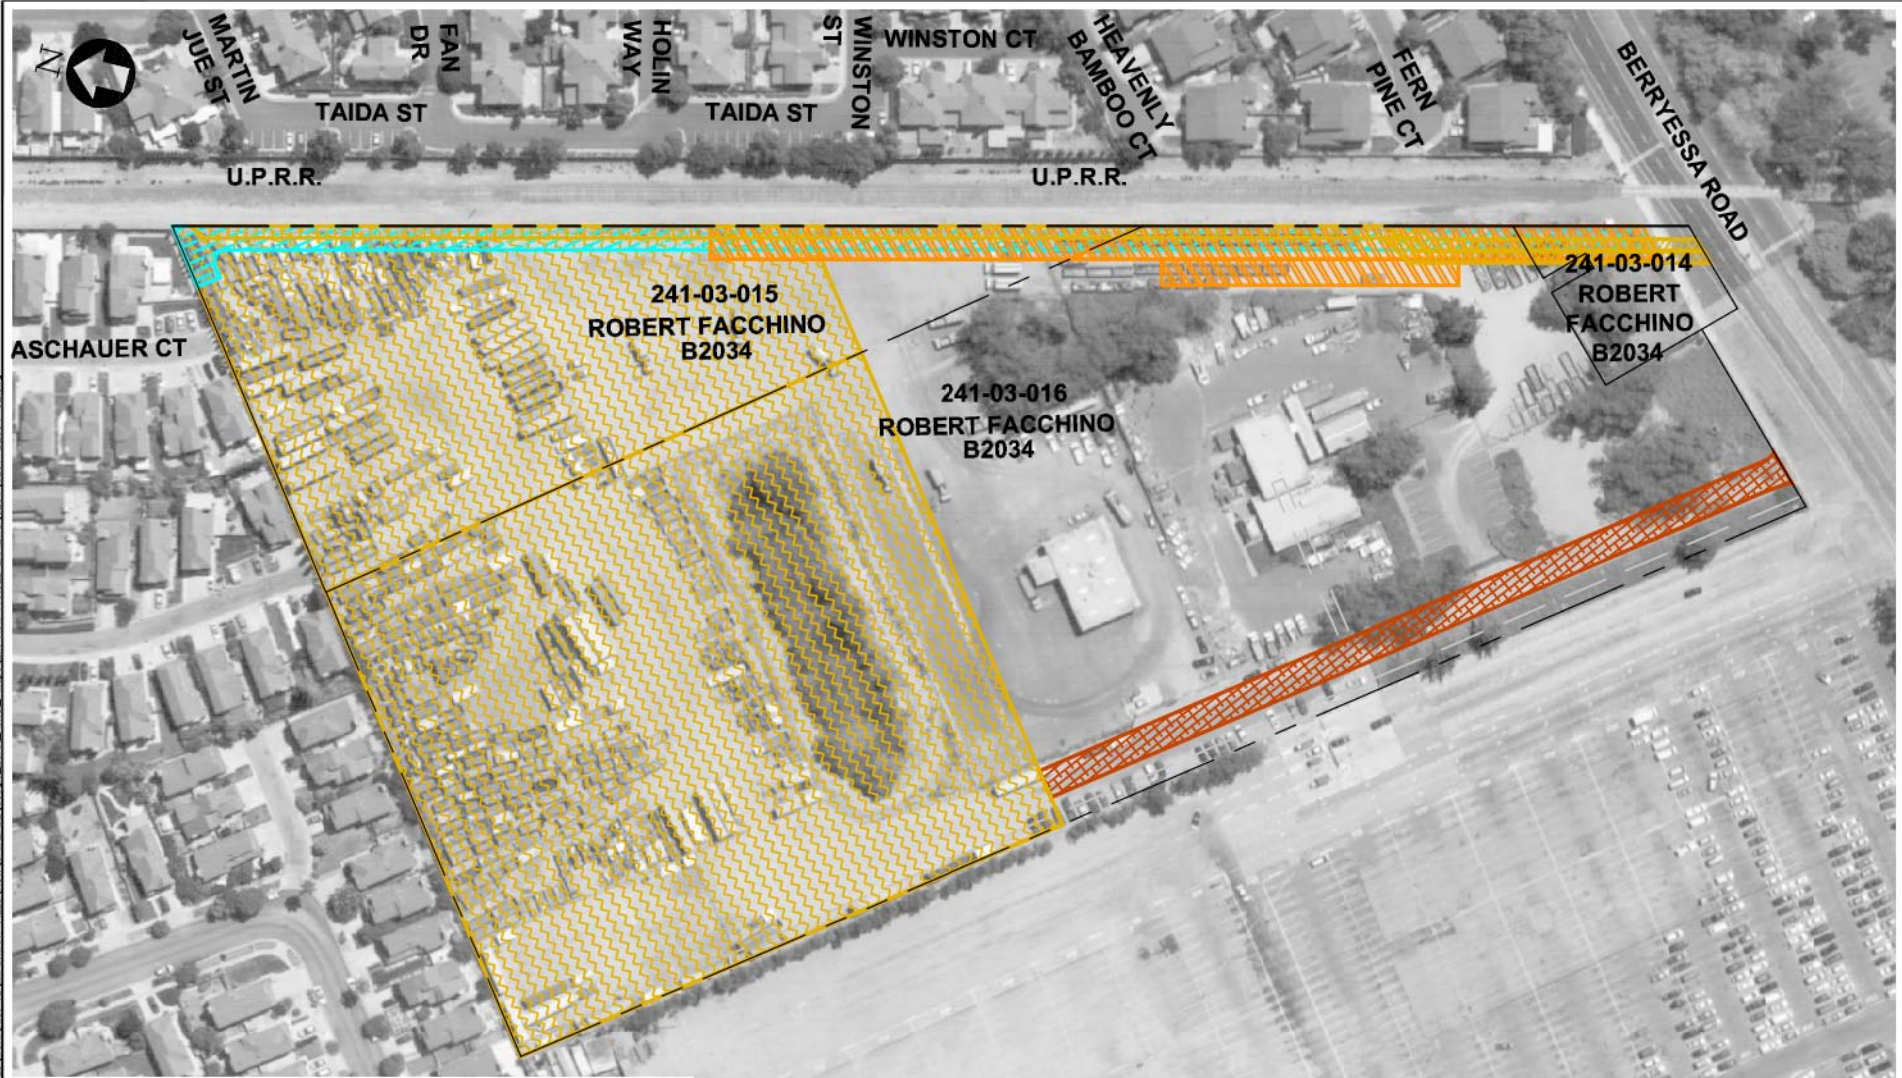 N
MARTIN
JUE ST
FAN
DR
HOLIN
WAY
WINSTON
ST
WINSTON CT
HEAVENLY
BAMBOO CT
FERN
PINE CT
BERRYESSA ROAD
TAIDA ST
TAIDA ST
U.P.R.R.
U.P.R.R.
ASCHAUER CT
241-03-015
ROBERT FACCHINO
B2034
241-03-016
ROBERT FACCHINO
B2034
241-03-014
ROBERT
FACCHINO
B2034